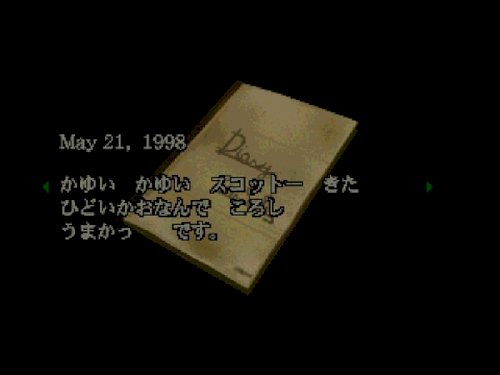 May 21, 1998
Diary
かゆい　かゆい　スコットー　きた
ひどいかおなんで　ころし
うまかっ　　です。